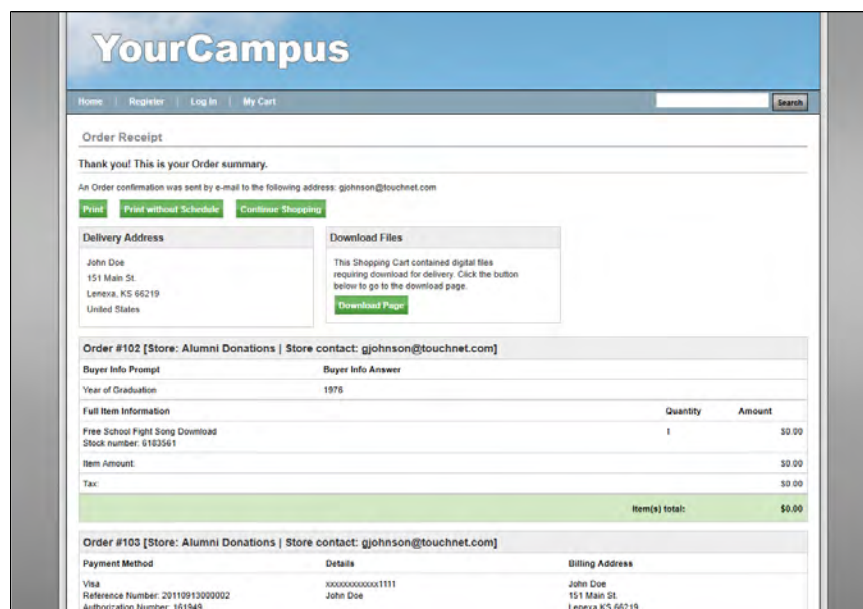 YourCampus
Home | Register | Log In | My Cart
Search
Order Receipt
Thank you! This is your Order summary.
An Order confirmation was sent by e-mail to the following address: gjohnson@touchnet.com
Print Print without Schedule Continue Shopping
Delivery Address
John Doe
151 Main St.
Lenexa, KS 66219
United States
Download Files
This Shopping Cart contained digital files
requiring download for delivery. Click the button
below to go to the download page.
Download Page
Order #102 [Store: Alumni Donations | Store contact: gjohnson@touchnet.com]
Buyer Info Prompt Buyer Info Answer
Year of Graduation 1976
Full Item Information Quantity Amount
Free School Fight Song Download 1 $0.00
Stock number: 6183561
Item Amount: $0.00
Tax: $0.00
Item(s) total: $0.00
Order #103 [Store: Alumni Donations | Store contact: gjohnson@touchnet.com]
Payment Method Details Billing Address
Visa xxxxxxxxxxxx1111 John Doe
Reference Number: 20110913000002 John Doe 151 Main St.
Authorization Number: 161949 Lenexa KS 66219